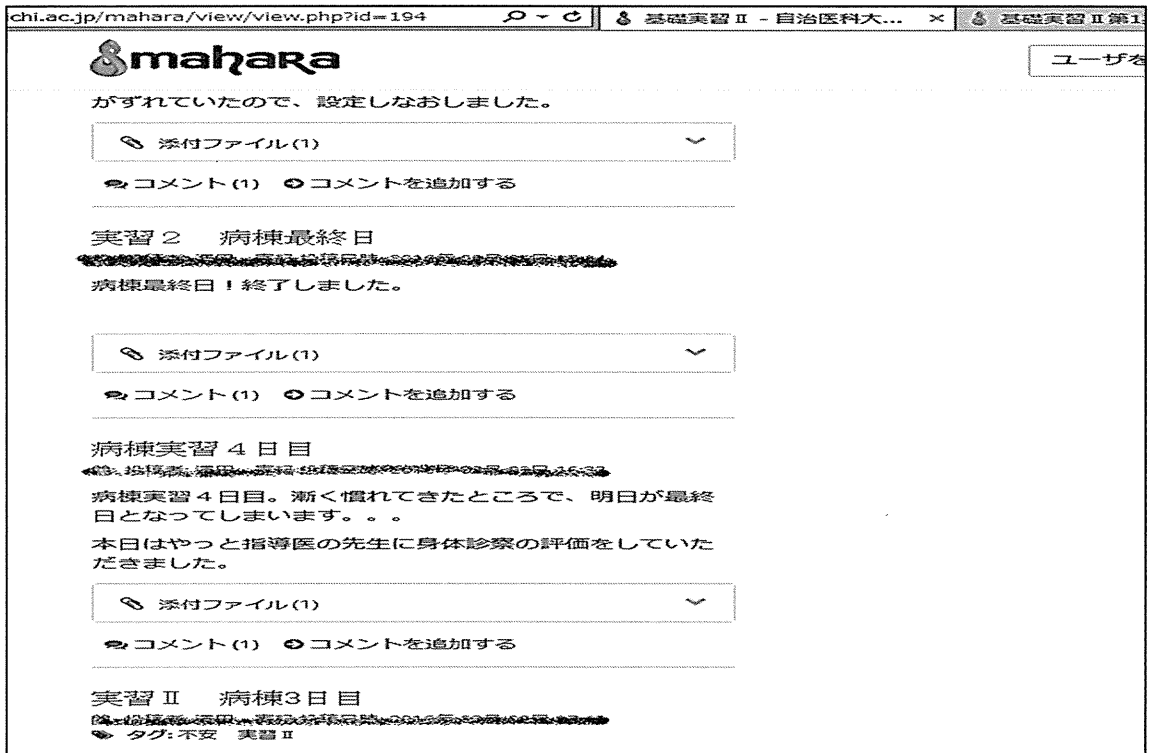 chi.ac.jp/mahara/view/view.php?id=194
基礎実習Ⅱ - 自治医科大...
基礎実習Ⅱ第1
mahara
ユーザを
がずれていたので、設定しなおしました。
添付ファイル(1)
コメント(1) コメントを追加する
実習2 病棟最終日
病棟最終日!終了しました。
添付ファイル(1)
コメント(1) コメントを追加する
病棟実習4日目
病棟実習4日目。漸く慣れてきたところで、明日が最終
日となってしまいます。。。
本日はやっと指導医の先生に身体診察の評価をしていた
だきました。
添付ファイル(1)
コメント(1) コメントを追加する
実習Ⅱ 病棟3日目
タグ:不安 実習Ⅱ